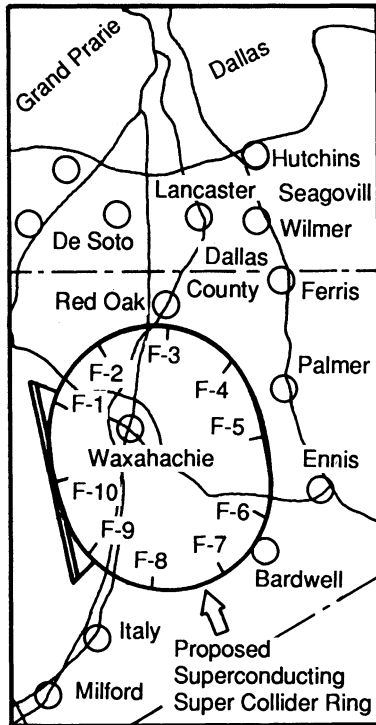 Grand Prarie
Dallas
Hutchins
Lancaster
Seagovill
Wilmer
De Soto
Dallas
County
Ferris
Red Oak
F-3
F-2
F-4
Palmer
F-1
F-5
Waxahachie
Ennis
F-10
F-6
F-9
F-7
F-8
Bardwell
Italy
Proposed
Superconducting
Super Collider Ring
Milford